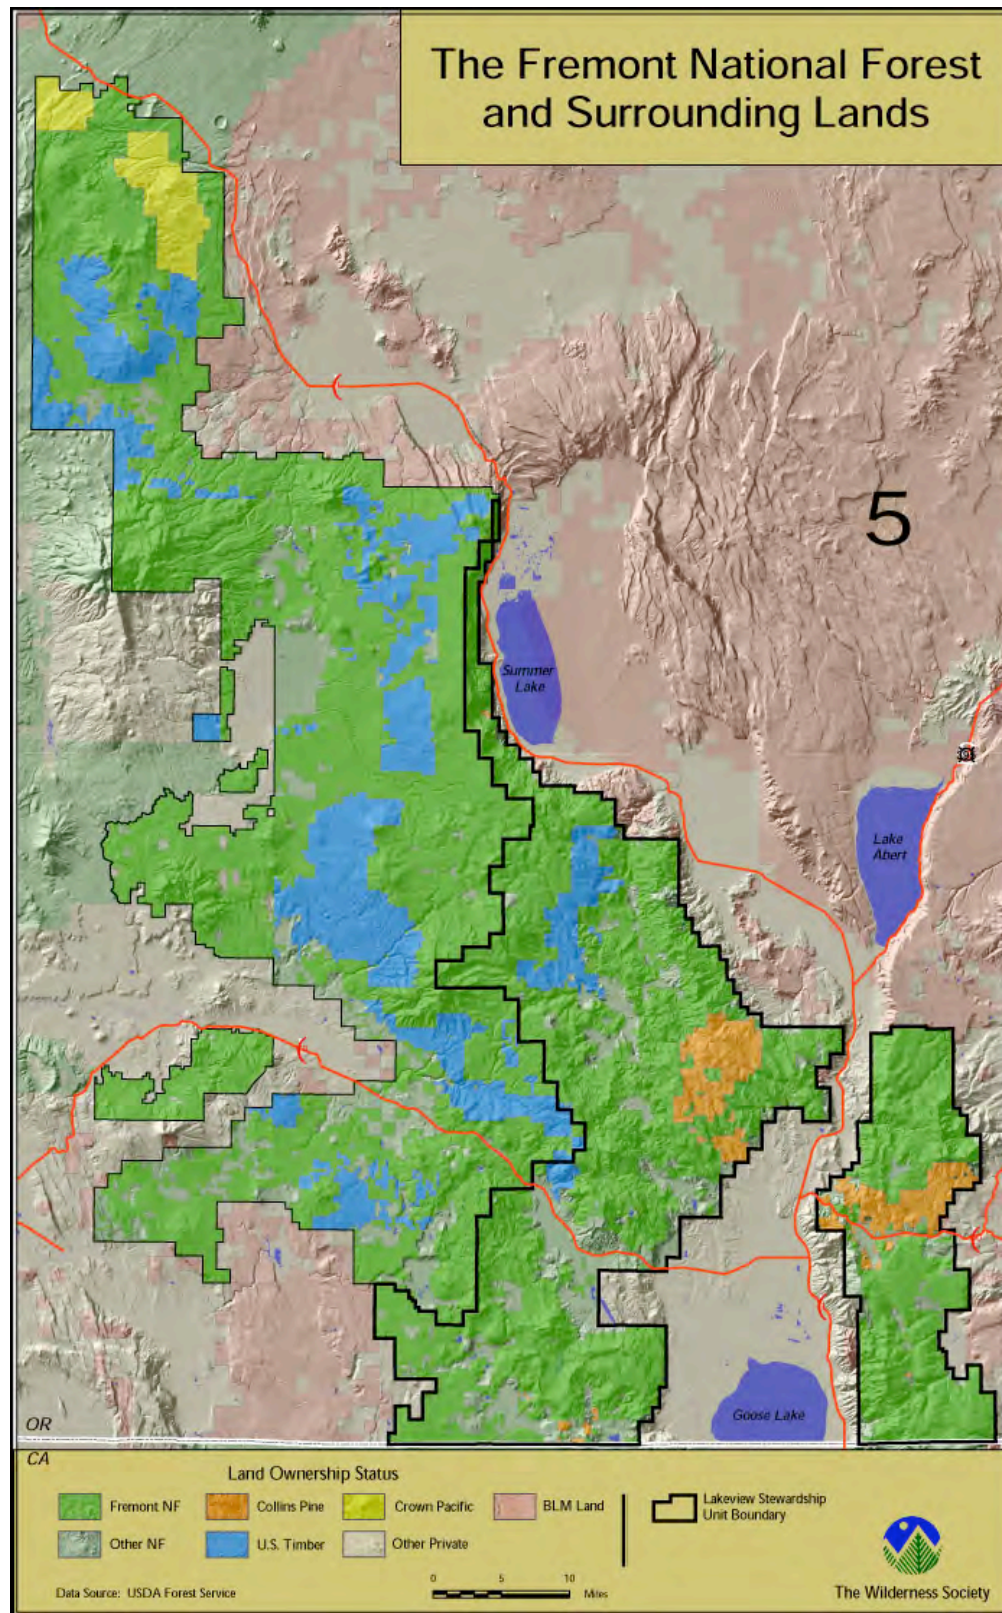 The Fremont National Forest
and Surrounding Lands
5
Summer
Lake
Lake
Abert
Goose Lake
OR
CA
Land Ownership Status
Fremont NF
Collins Pine
Crown Pacific
BLM Land
Lakeview Stewardship
Unit Boundary
Other NF
U.S. Timber
Other Private
Data Source: USDA Forest Service
0 5 10
Miles
The Wilderness Society